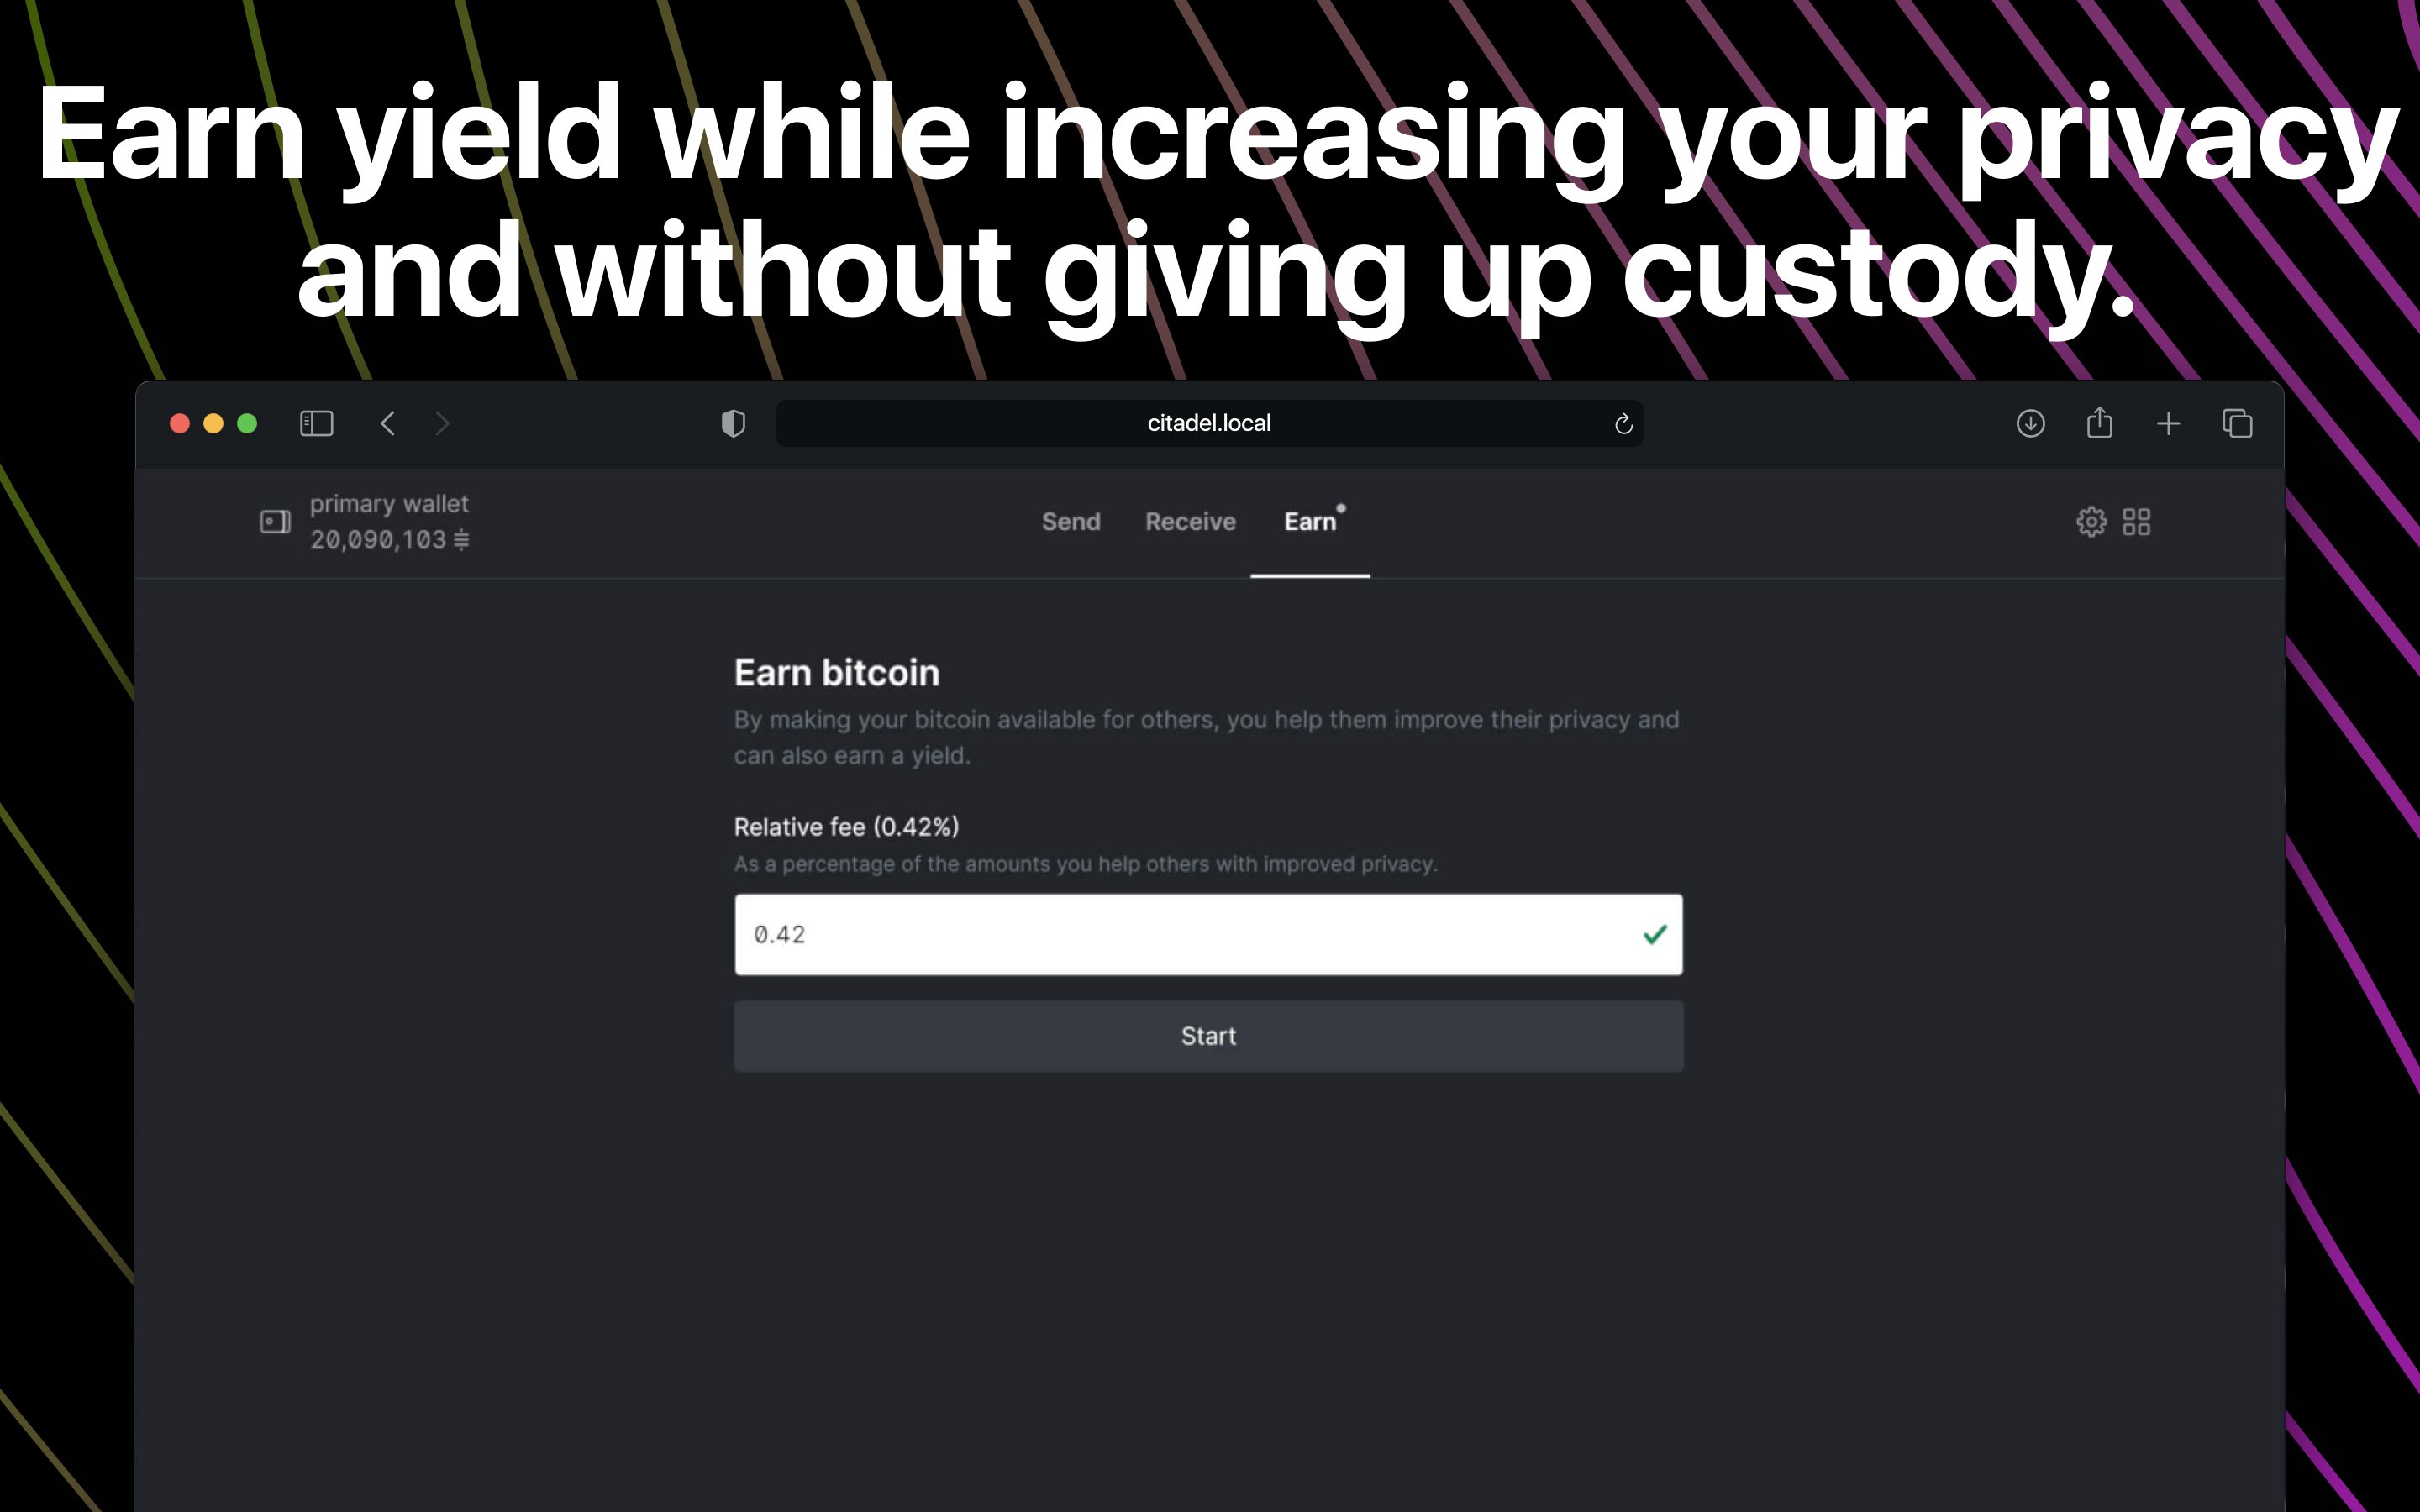 Earn yield while increasing your privacy
and without giving up custody.
citadel.local
primary wallet
20,090,103
Send Receive Earn
Earn bitcoin
By making your bitcoin available for others, you help them improve their privacy and
can also earn a yield.
Relative fee (0.42%)
As a percentage of the amounts you help others with improved privacy.
0.42
Start